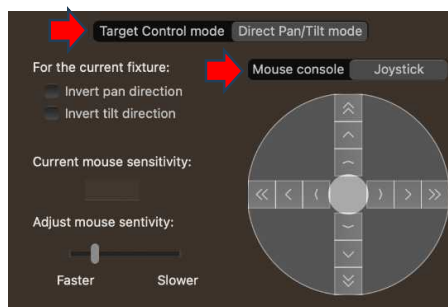 Target Control mode Direct Pan/Tilt mode
For the current fixture:
Mouse console Joystick
Invert pan direction
Invert tilt direction
Current mouse sensitivity:
Adjust mouse sentivity:
Faster Slower